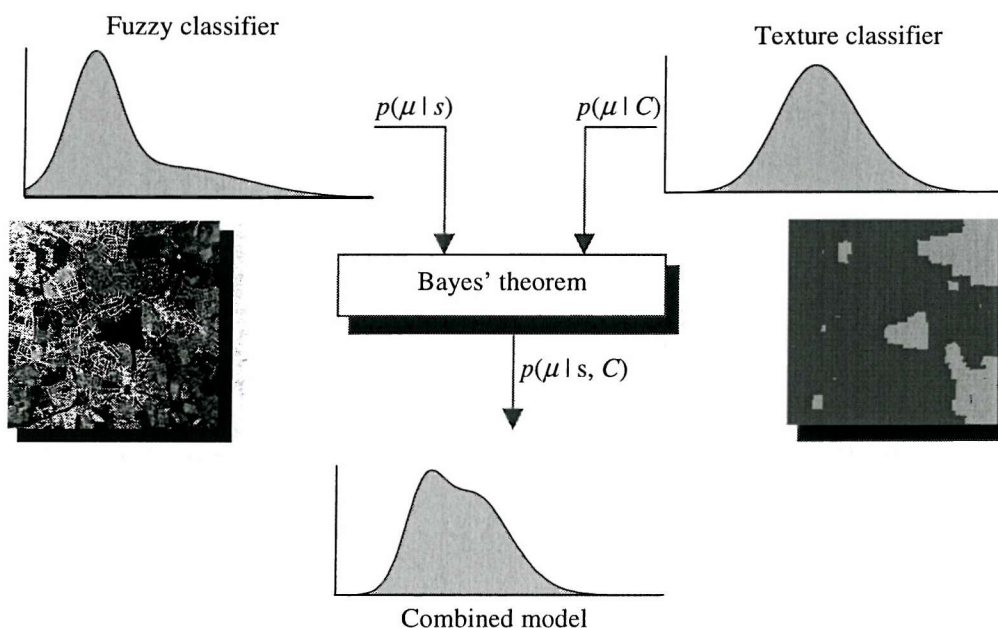 Fuzzy classifier
Texture classifier
p(μ | s)
p(μ | C)
Bayes’ theorem
p(μ | s, C)
Combined model